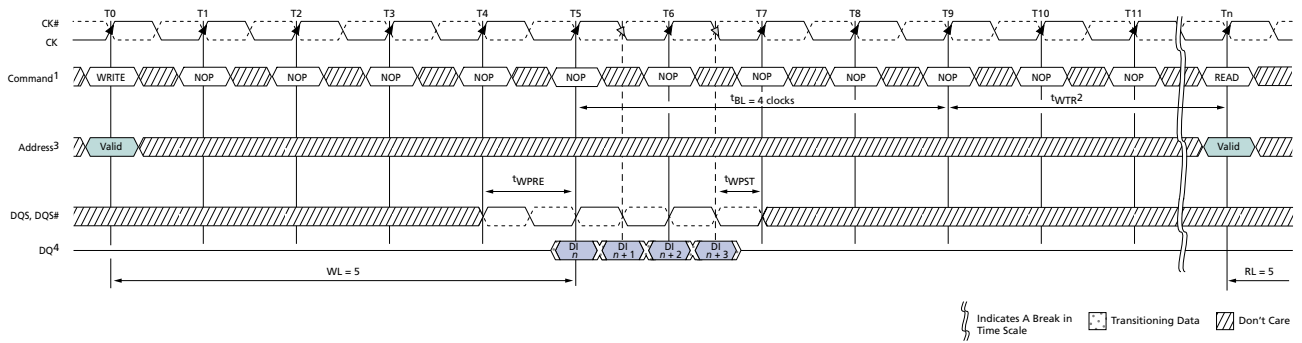 T0 T1 T2 T3 T4 T5 T6 T7 T8 T9 T10 T11 Tn
CK#
CK
Command1 WRITE NOP NOP NOP NOP NOP NOP NOP NOP NOP NOP NOP READ
tBL = 4 clocks tWTR2
Address3 Valid Valid
tWPRE tWPST
DQS, DQS#
DQ4 DI n DI n + 1 DI n + 2 DI n + 3
WL = 5 RL = 5
Indicates A Break in
Time Scale
Transitioning Data
Don't Care